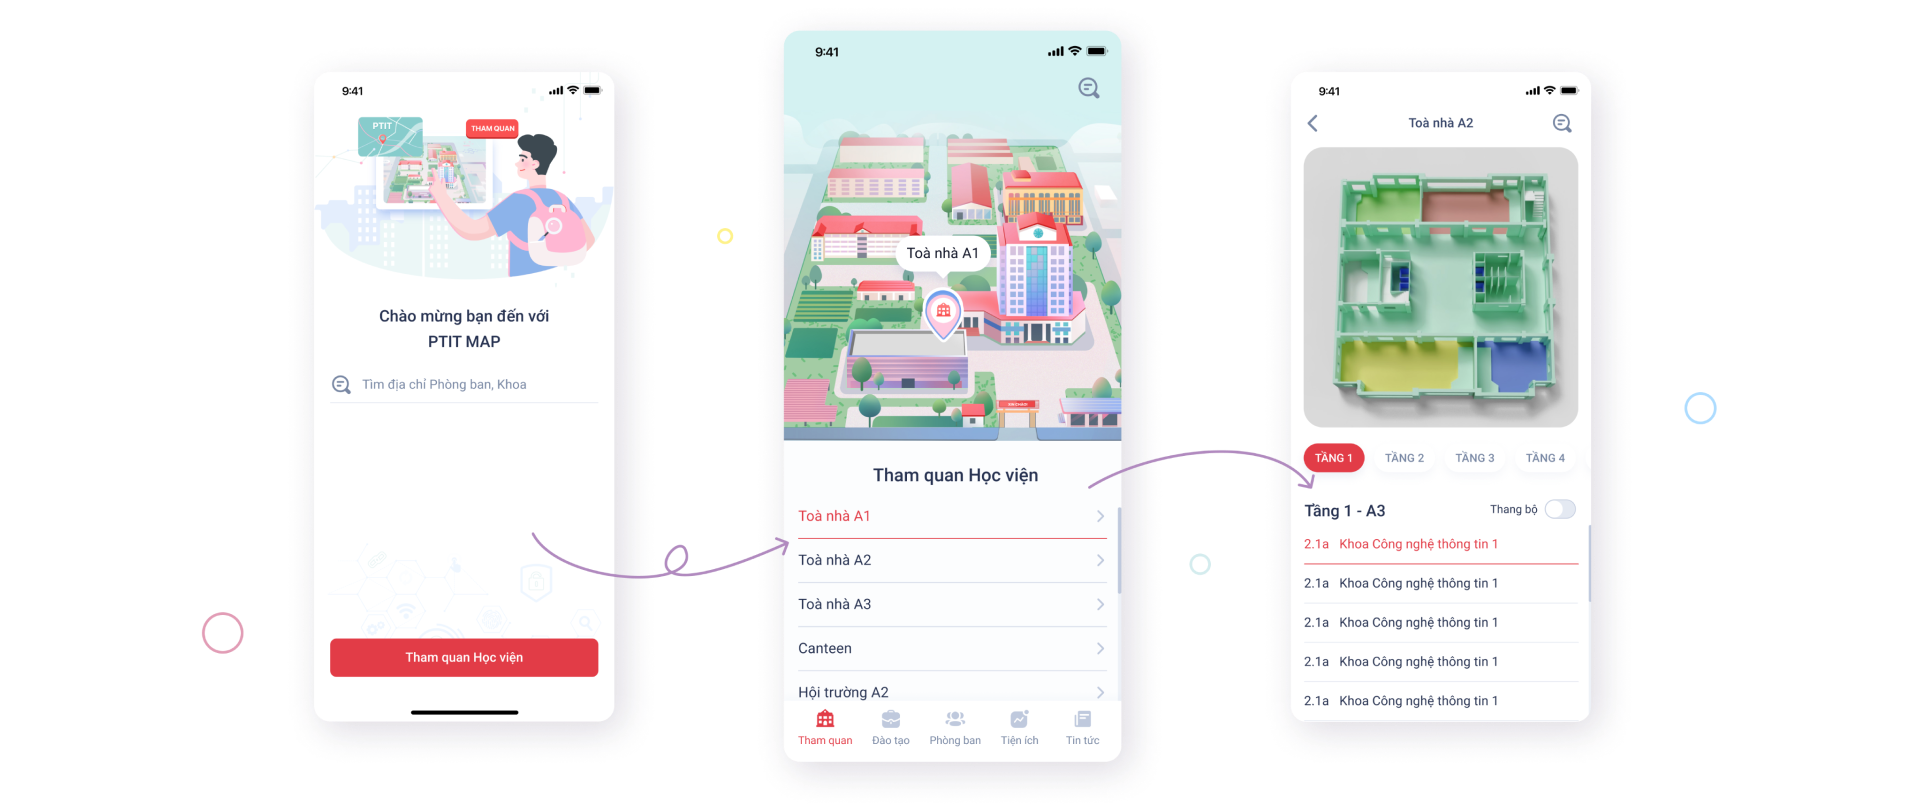 9:41
PTIT
THAM QUAN
Chào mừng bạn đến với
PTIT MAP
Tìm địa chỉ Phòng ban, Khoa
Tham quan Học viện
9:41
Toà nhà A1
Tham quan Học viện
Toà nhà A1
Toà nhà A2
Toà nhà A3
Canteen
Hội trường A2
Tham quan
Đào tạo
Phòng ban
Tiện ích
Tin tức
9:41
Toà nhà A2
TẦNG 1
TẦNG 2
TẦNG 3
TẦNG 4
Tầng 1 - A3
Thang bộ
2.1a Khoa Công nghệ thông tin 1
2.1a Khoa Công nghệ thông tin 1
2.1a Khoa Công nghệ thông tin 1
2.1a Khoa Công nghệ thông tin 1
2.1a Khoa Công nghệ thông tin 1